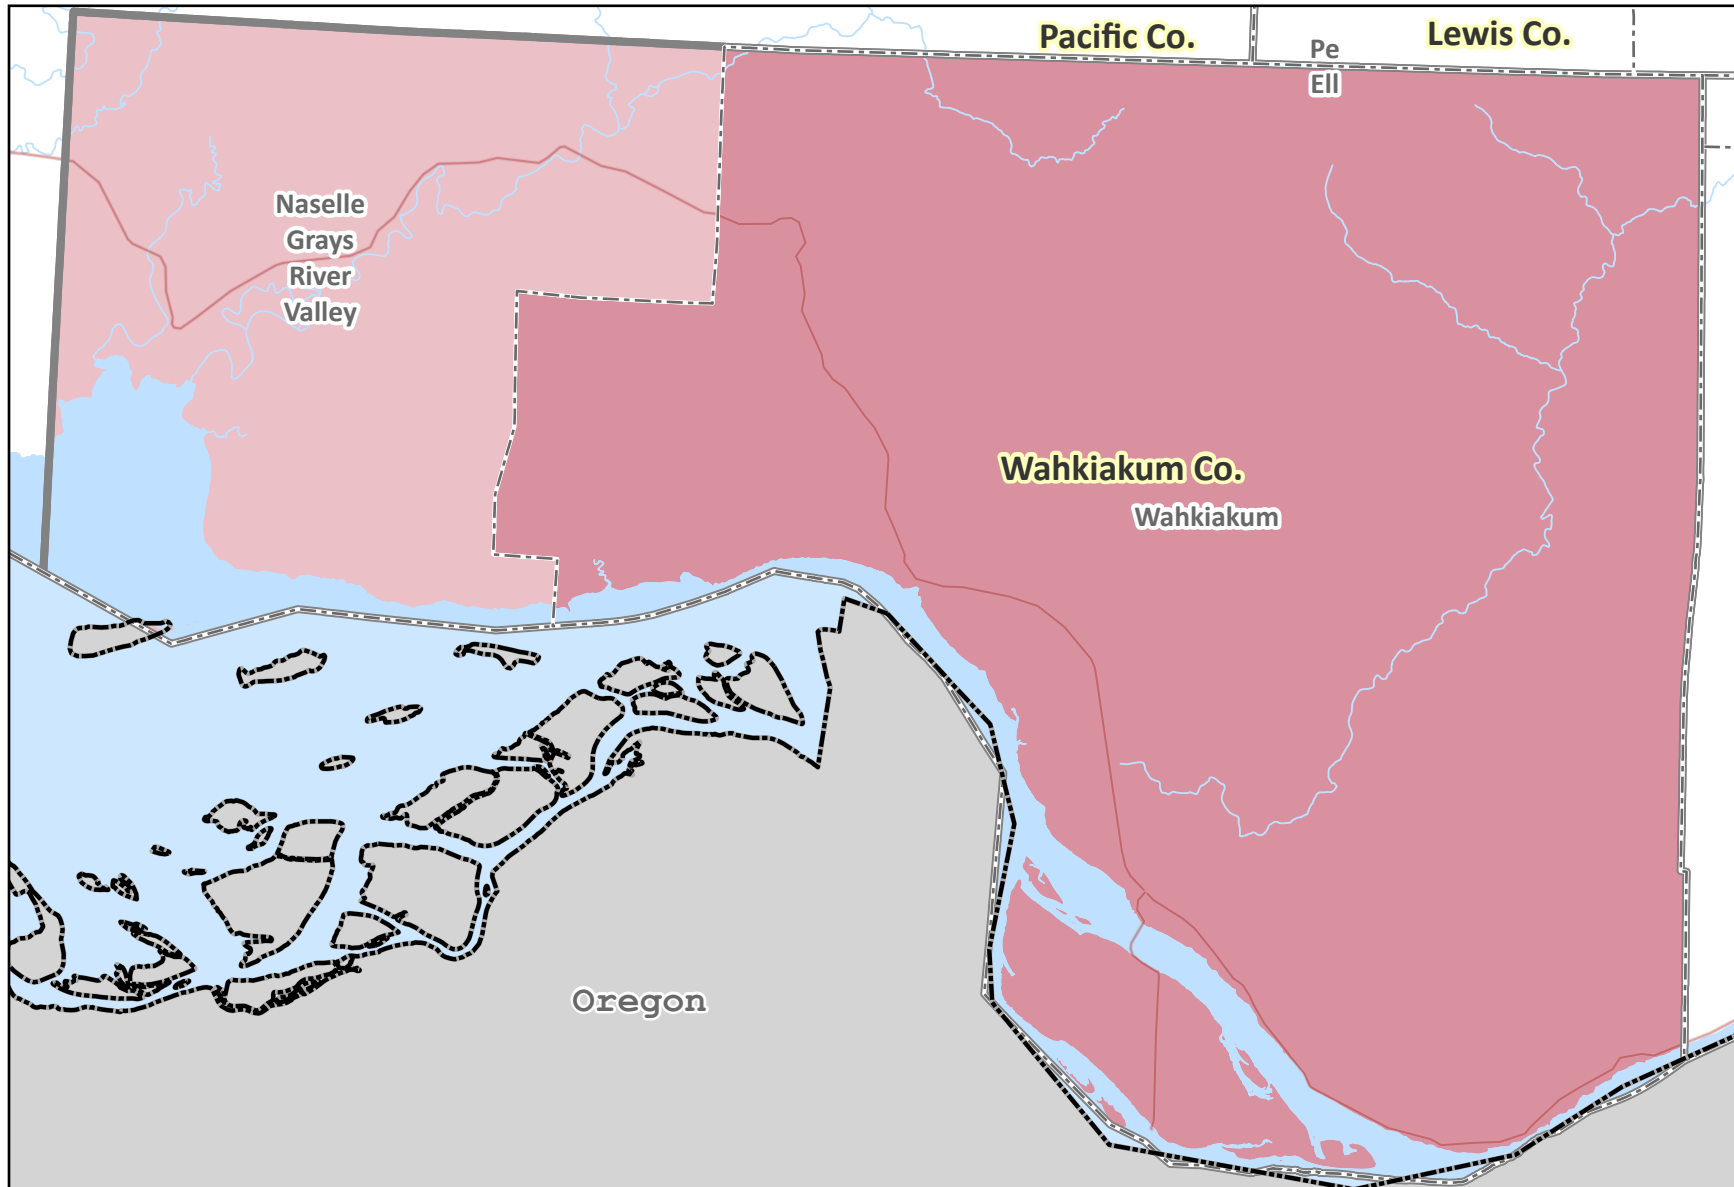 Pacific Co.
Lewis Co.
Pe
Ell
Naselle
Grays
River
Valley
Wahkiakum Co.
Wahkiakum
Oregon